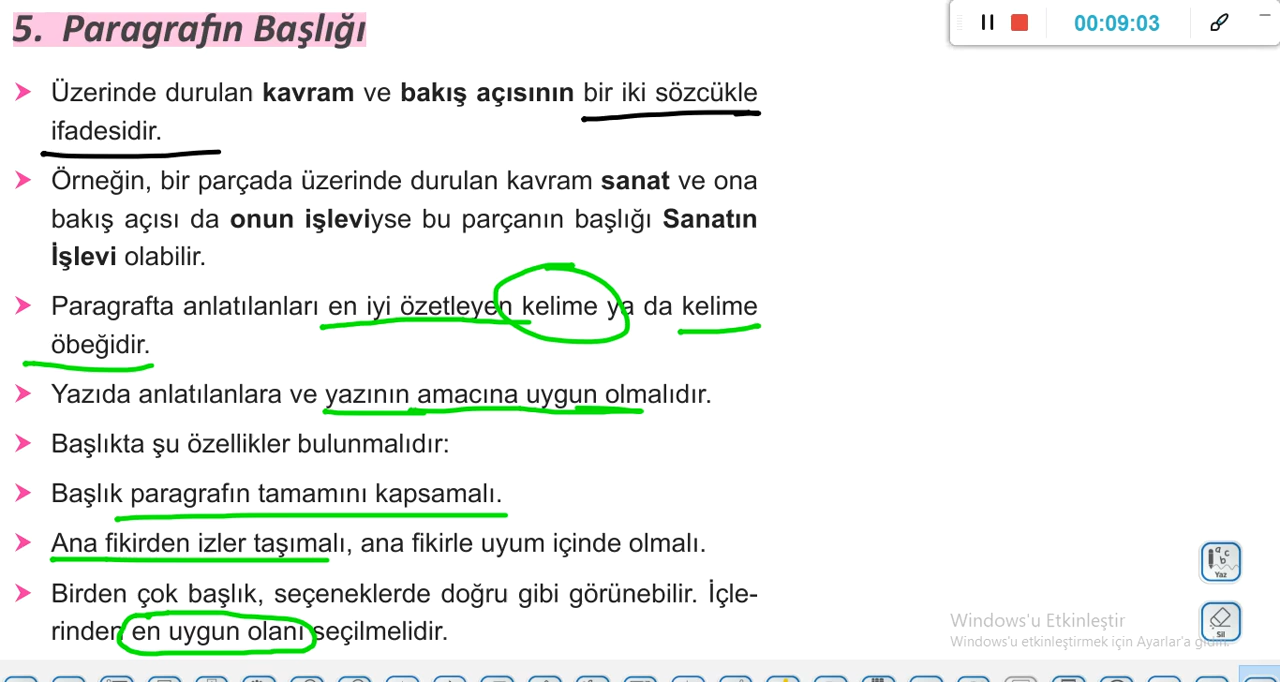 5. Paragrafın Başlığı
00:09:03
➤ Üzerinde durulan kavram ve bakış açısının bir iki sözcükle
ifadesidir.
➤ Örneğin, bir parçada üzerinde durulan kavram sanat ve ona
bakış açısı da onun işleviyse bu parçanın başlığı Sanatın
İşlevi olabilir.
➤ Paragrafta anlatılanları en iyi özetleyen kelime ya da kelime
öbeğidir.
➤ Yazıda anlatılanlara ve yazının amacına uygun olmalıdır.
➤ Başlıkta şu özellikler bulunmalıdır:
➤ Başlık paragrafın tamamını kapsamalı.
➤ Ana fikirden izler taşımalı, ana fikirle uyum içinde olmalı.
➤ Birden çok başlık, seçeneklerde doğru gibi görünebilir. İçle-
rinden en uygun olanı seçilmelidir.
a b c
Yaz
Sil
Windows'u Etkinleştir
Windows'u etkinleştirmek için Ayarlar'a gidin.